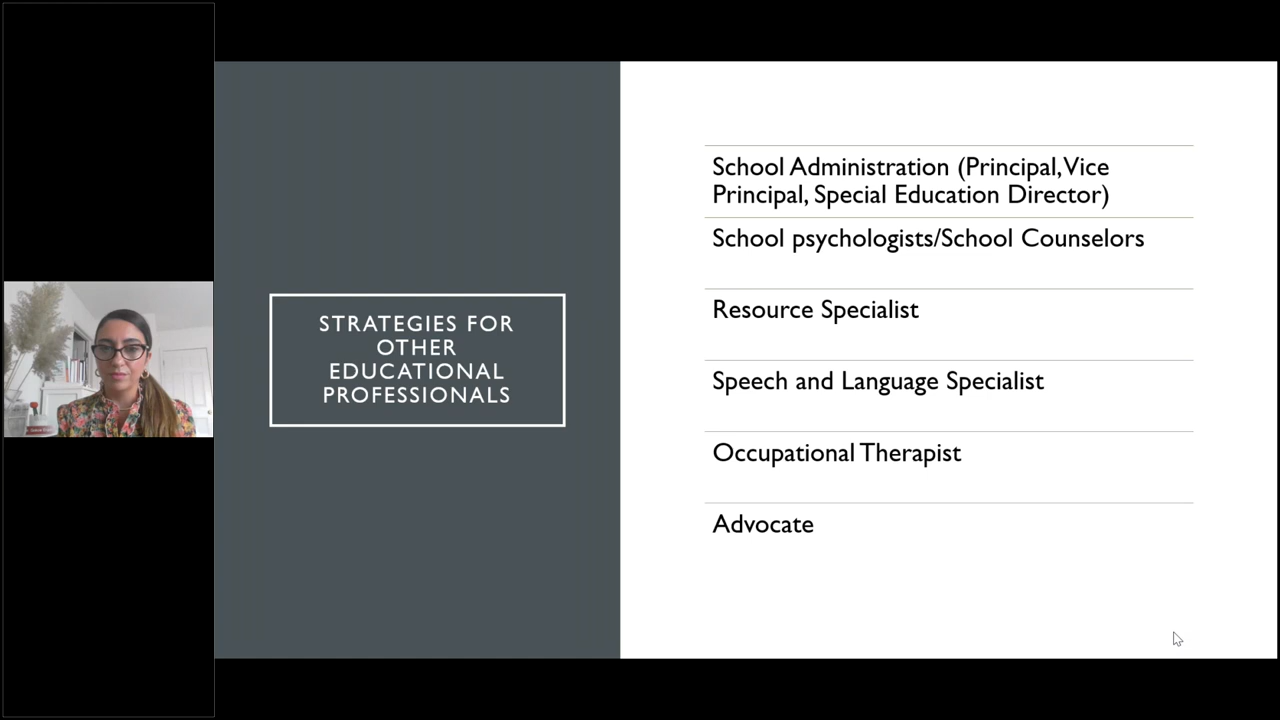 STRATEGIES FOR
OTHER
EDUCATIONAL
PROFESSIONALS
School Administration (Principal, Vice
Principal, Special Education Director)
School psychologists/School Counselors
Resource Specialist
Speech and Language Specialist
Occupational Therapist
Advocate